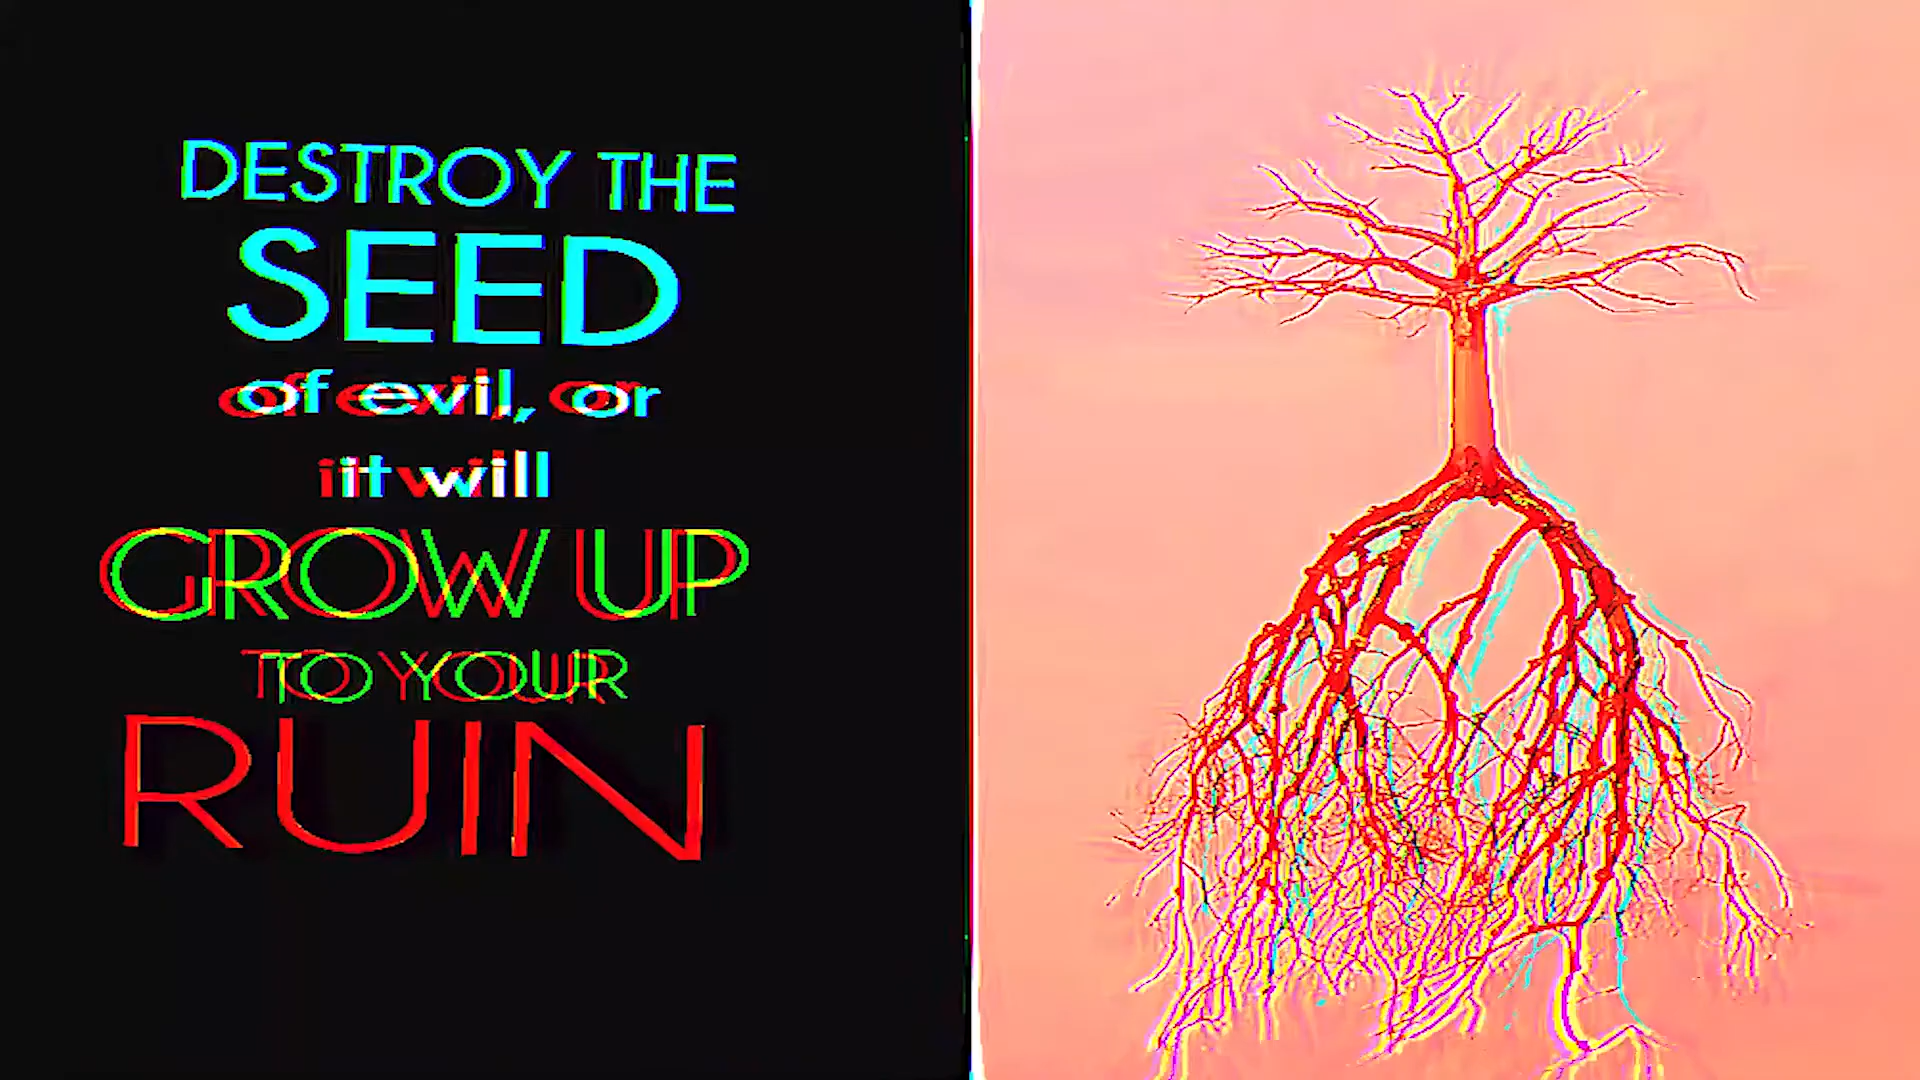 DESTROY THE
SEED
of evil, or
it will
GROW UP
TO YOUR
RUIN